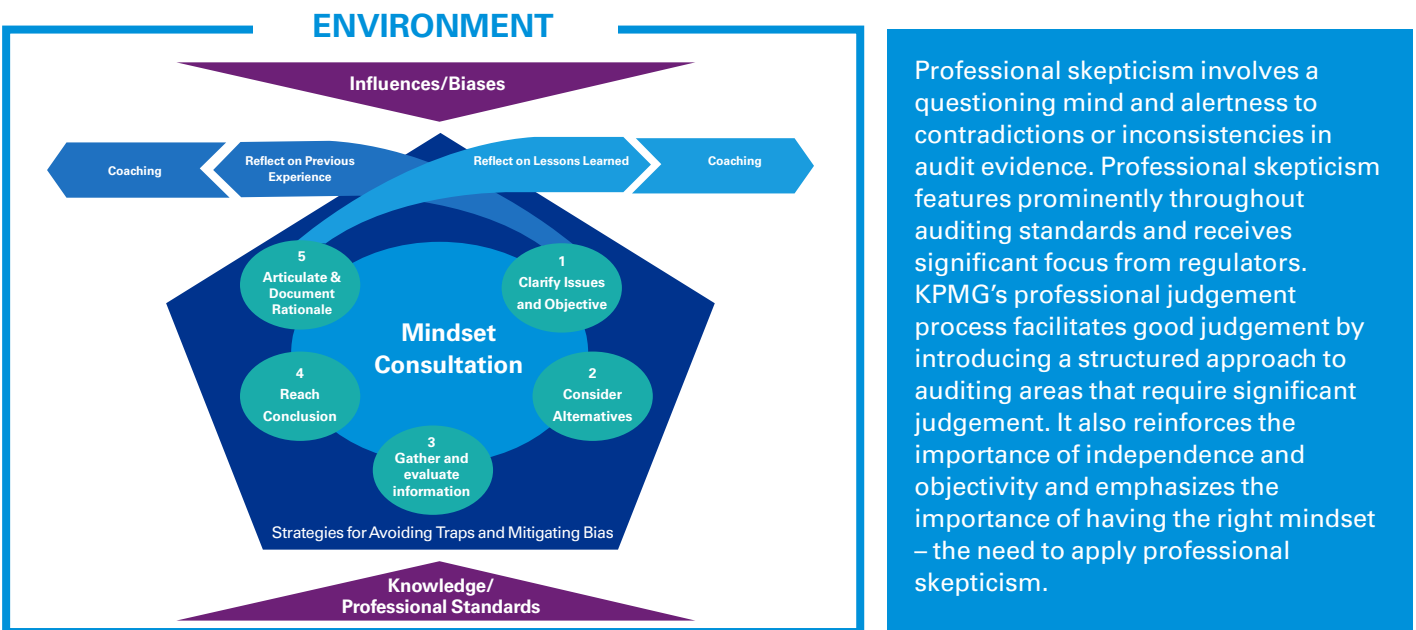 ENVIRONMENT
Influences/Biases
Coaching
Reflect on Previous
Experience
Reflect on Lessons Learned
Coaching
5
Articulate &
Document
Rationale
1
Clarify Issues
and Objective
Mindset
Consultation
4
Reach
Conclusion
2
Consider
Alternatives
3
Gather and
evaluate
information
Strategies for Avoiding Traps and Mitigating Bias
Knowledge/
Professional Standards
Professional skepticism involves a
questioning mind and alertness to
contradictions or inconsistencies in
audit evidence. Professional skepticism
features prominently throughout
auditing standards and receives
significant focus from regulators.
KPMG’s professional judgement
process facilitates good judgement by
introducing a structured approach to
auditing areas that require significant
judgement. It also reinforces the
importance of independence and
objectivity and emphasizes the
importance of having the right mindset
– the need to apply professional
skepticism.